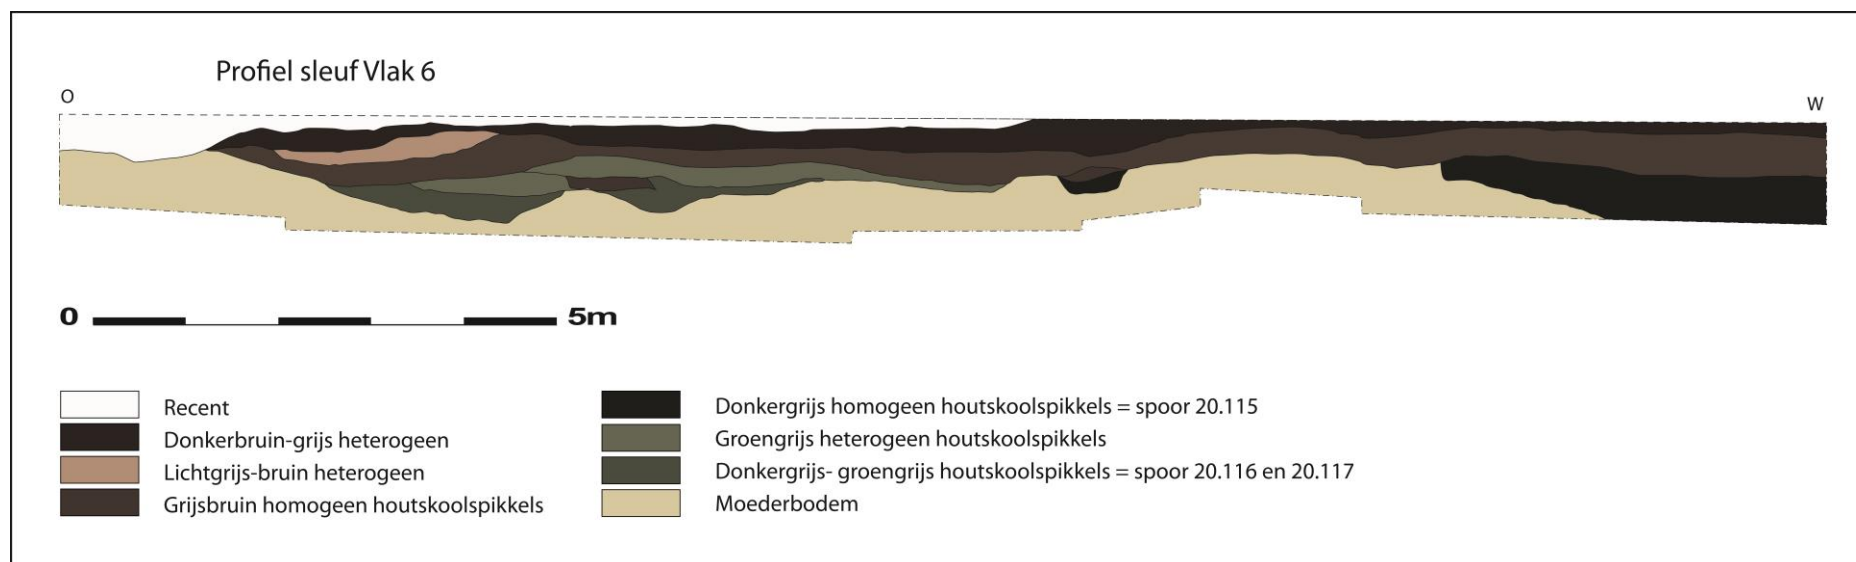 Profiel sleuf Vlak 6
O
W
0 5m
Recent
Donkerbruin-grijs heterogeen
Lichtgrijs-bruin heterogeen
Grijsbruin homogeen houtskoolspikkels
Donkergrijs homogeen houtskoolspikkels = spoor 20.115
Groengrijs heterogeen houtskoolspikkels
Donkergrijs- groengrijs houtskoolspikkels = spoor 20.116 en 20.117
Moederbodem